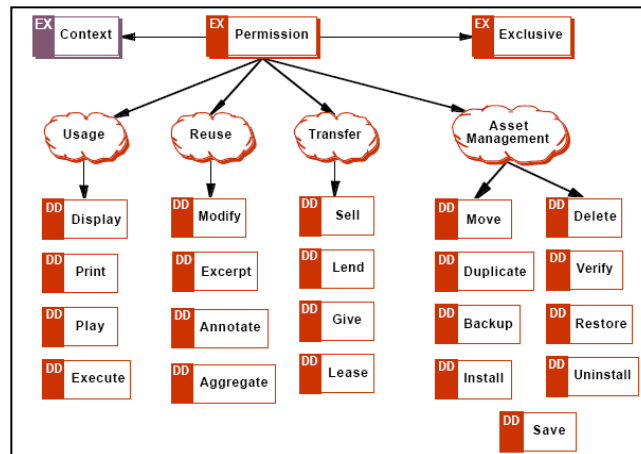 EX Context
EX Permission
EX Exclusive
Usage
Reuse
Transfer
Asset
Management
DD Display
DD Modify
DD Sell
DD Move
DD Delete
DD Print
DD Excerpt
DD Lend
DD Duplicate
DD Verify
DD Play
DD Annotate
DD Give
DD Backup
DD Restore
DD Execute
DD Aggregate
DD Lease
DD Install
DD Uninstall
DD Save